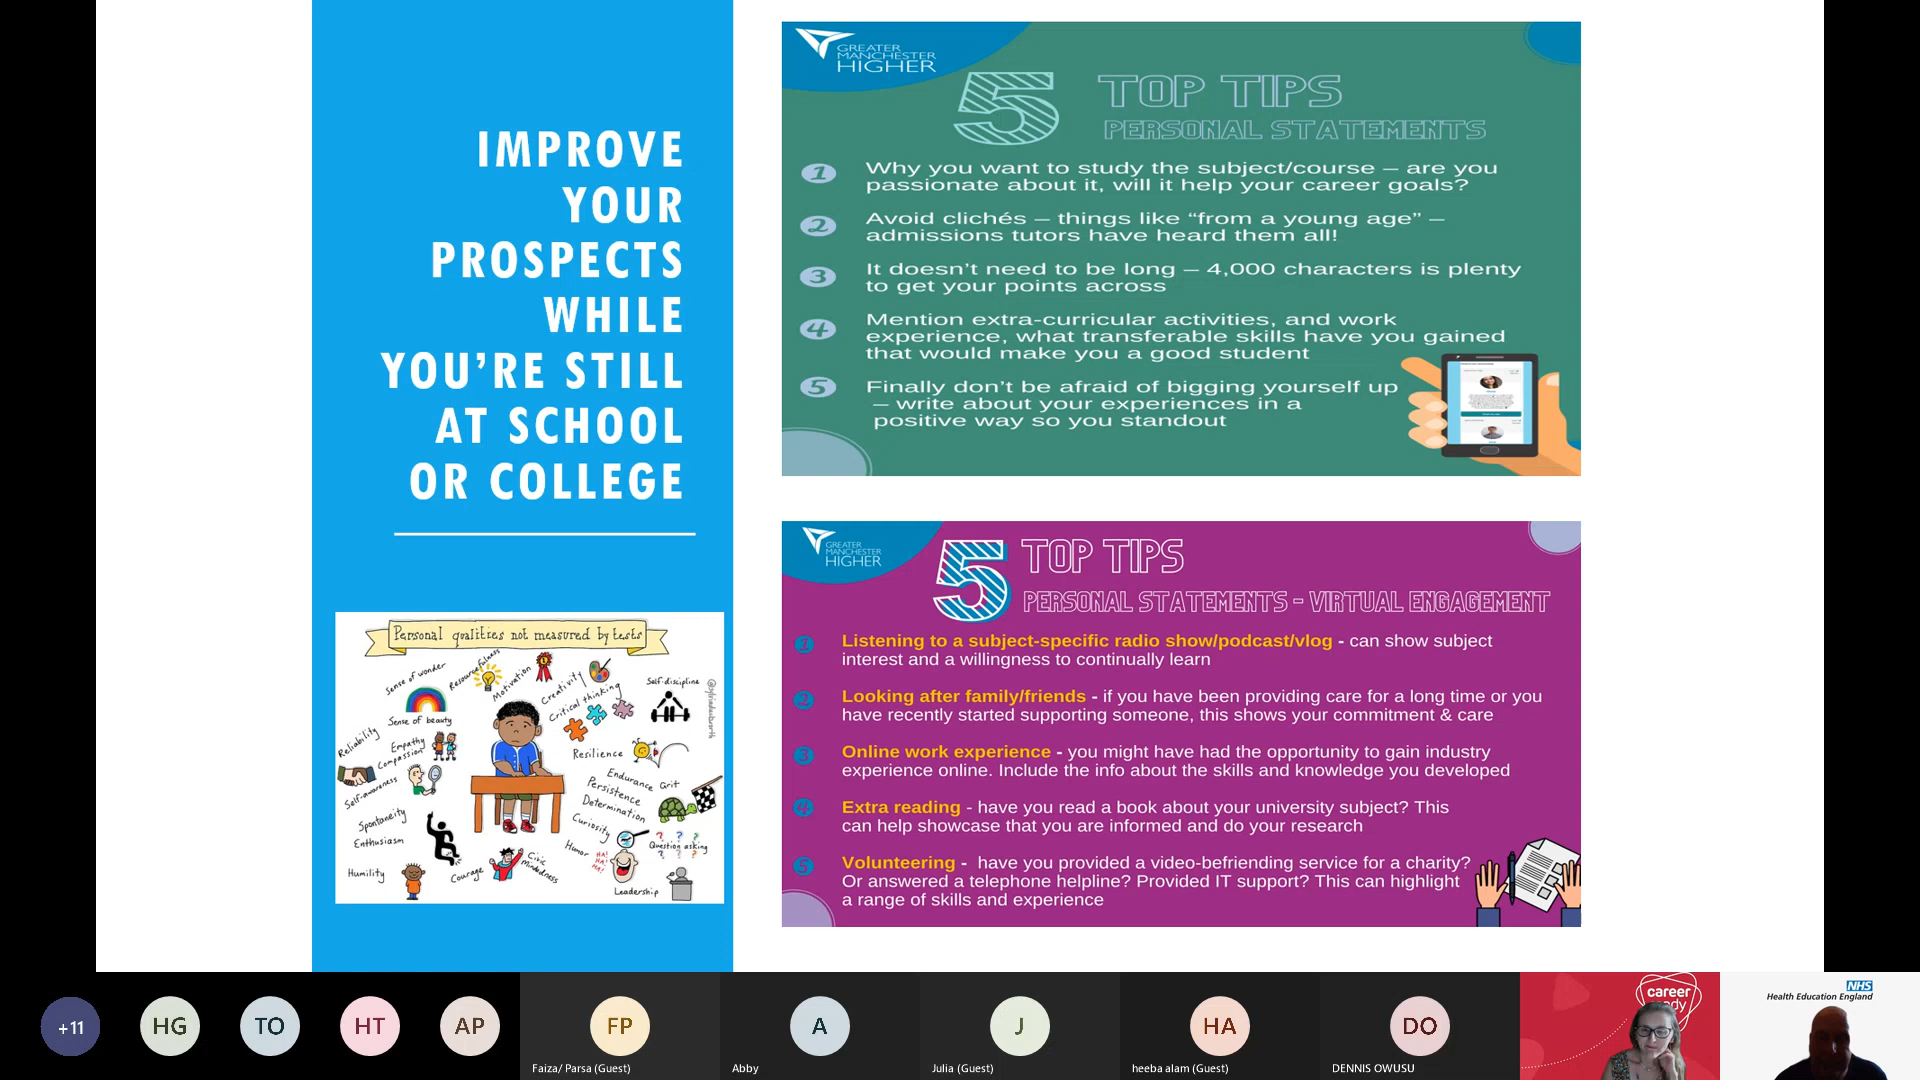 IMPROVE
YOUR
PROSPECTS
WHILE
YOU’RE STILL
AT SCHOOL
OR COLLEGE
Personal qualities not measured by tests
Sense of wonder
Resourcefulness
Motivation
Creativity
Critical thinking
Self-discipline
Sense of beauty
Reliability
Empathy
Compassion
Self-awareness
Resilience
Endurance
Grit
Persistence
Determination
Spontaneity
Enthusiasm
Curiosity
Humor
HA!
HA!
HA!
Question asking
Humility
Courage
Civic
mindedness
Leadership
GREATER
MANCHESTER
HIGHER
5 TOP TIPS
PERSONAL STATEMENTS
1 Why you want to study the subject/course – are you
passionate about it, will it help your career goals?
2 Avoid clichés – things like “from a young age” –
admissions tutors have heard them all!
3 It doesn’t need to be long – 4,000 characters is plenty
to get your points across
4 Mention extra-curricular activities, and work
experience, what transferable skills have you gained
that would make you a good student
5 Finally don’t be afraid of bigging yourself up
– write about your experiences in a
positive way so you standout
GREATER
MANCHESTER
HIGHER
5 TOP TIPS
PERSONAL STATEMENTS - VIRTUAL ENGAGEMENT
1 Listening to a subject-specific radio show/podcast/vlog - can show subject
interest and a willingness to continually learn
2 Looking after family/friends - if you have been providing care for a long time or you
have recently started supporting someone, this shows your commitment & care
3 Online work experience - you might have had the opportunity to gain industry
experience online. Include the info about the skills and knowledge you developed
4 Extra reading - have you read a book about your university subject? This
can help showcase that you are informed and do your research
5 Volunteering - have you provided a video-befriending service for a charity?
Or answered a telephone helpline? Provided IT support? This can highlight
a range of skills and experience
+11
HG
TO
HT
AP
FP
Faiza/ Parsa (Guest)
A
Abby
J
Julia (Guest)
HA
heeba alam (Guest)
DO
DENNIS OWUSU
career
NHS
Health Education England